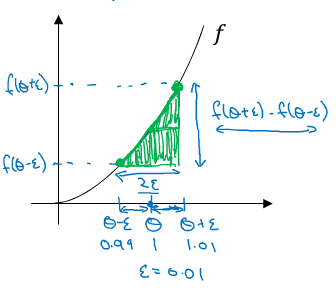 f
f(θ+ε)
f(θ+ε) - f(θ-ε)
f(θ-ε)
2ε
θ-ε θ θ+ε
0.99 1 1.01
ε = 0.01